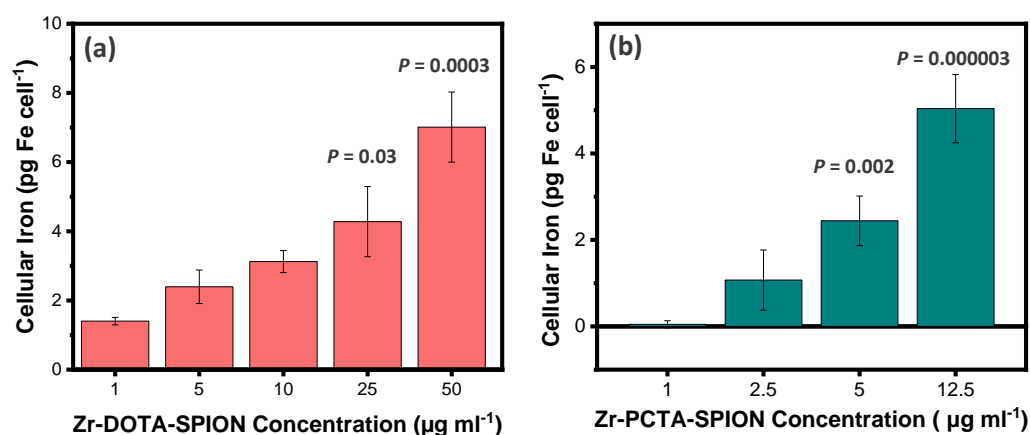 (a)
P = 0.0003
P = 0.03
Cellular Iron (pg Fe cell⁻¹)
10
8
6
4
2
0
1 5 10 25 50
Zr-DOTA-SPION Concentration (µg ml⁻¹)
(b)
P = 0.000003
P = 0.002
Cellular Iron (pg Fe cell⁻¹)
6
4
2
0
1 2.5 5 12.5
Zr-PCTA-SPION Concentration ( µg ml⁻¹)